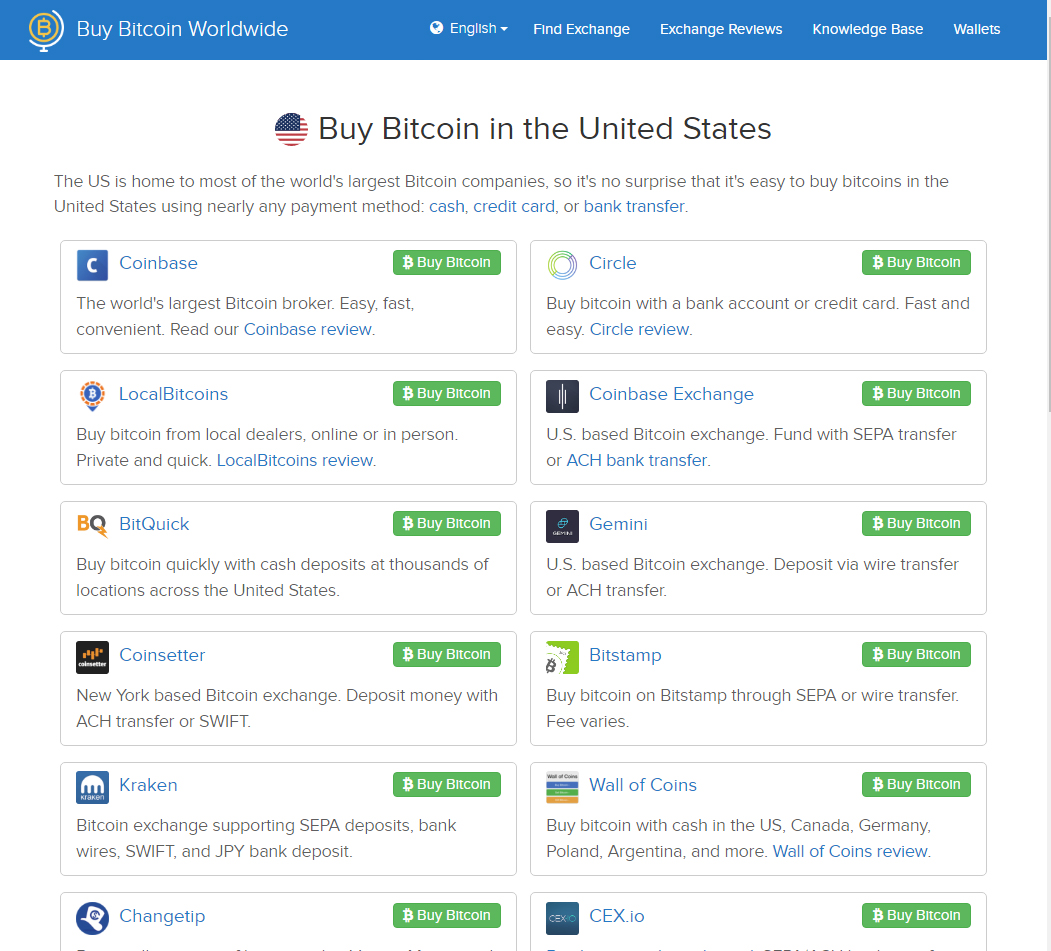 Buy Bitcoin Worldwide
English
Find Exchange
Exchange Reviews
Knowledge Base
Wallets
Buy Bitcoin in the United States
The US is home to most of the world's largest Bitcoin companies, so it's no surprise that it's easy to buy bitcoins in the
United States using nearly any payment method: cash, credit card, or bank transfer.
C
Coinbase
Buy Bitcoin
The world's largest Bitcoin broker. Easy, fast,
convenient. Read our Coinbase review.
Circle
Buy Bitcoin
Buy bitcoin with a bank account or credit card. Fast and
easy. Circle review.
LocalBitcoins
Buy Bitcoin
Buy bitcoin from local dealers, online or in person.
Private and quick. LocalBitcoins review.
Coinbase Exchange
Buy Bitcoin
U.S. based Bitcoin exchange. Fund with SEPA transfer
or ACH bank transfer.
BQ
BitQuick
Buy Bitcoin
Buy bitcoin quickly with cash deposits at thousands of
locations across the United States.
GEMINI
Gemini
Buy Bitcoin
U.S. based Bitcoin exchange. Deposit via wire transfer
or ACH transfer.
coinsetter
Coinsetter
Buy Bitcoin
New York based Bitcoin exchange. Deposit money with
ACH transfer or SWIFT.
Bitstamp
Buy Bitcoin
Buy bitcoin on Bitstamp through SEPA or wire transfer.
Fee varies.
kraken
Kraken
Buy Bitcoin
Bitcoin exchange supporting SEPA deposits, bank
wires, SWIFT, and JPY bank deposit.
Wall of Coins
Wall of Coins
Buy Bitcoin
Buy bitcoin with cash in the US, Canada, Germany,
Poland, Argentina, and more. Wall of Coins review.
Changetip
Buy Bitcoin
CEX.IO
CEX.io
Buy Bitcoin